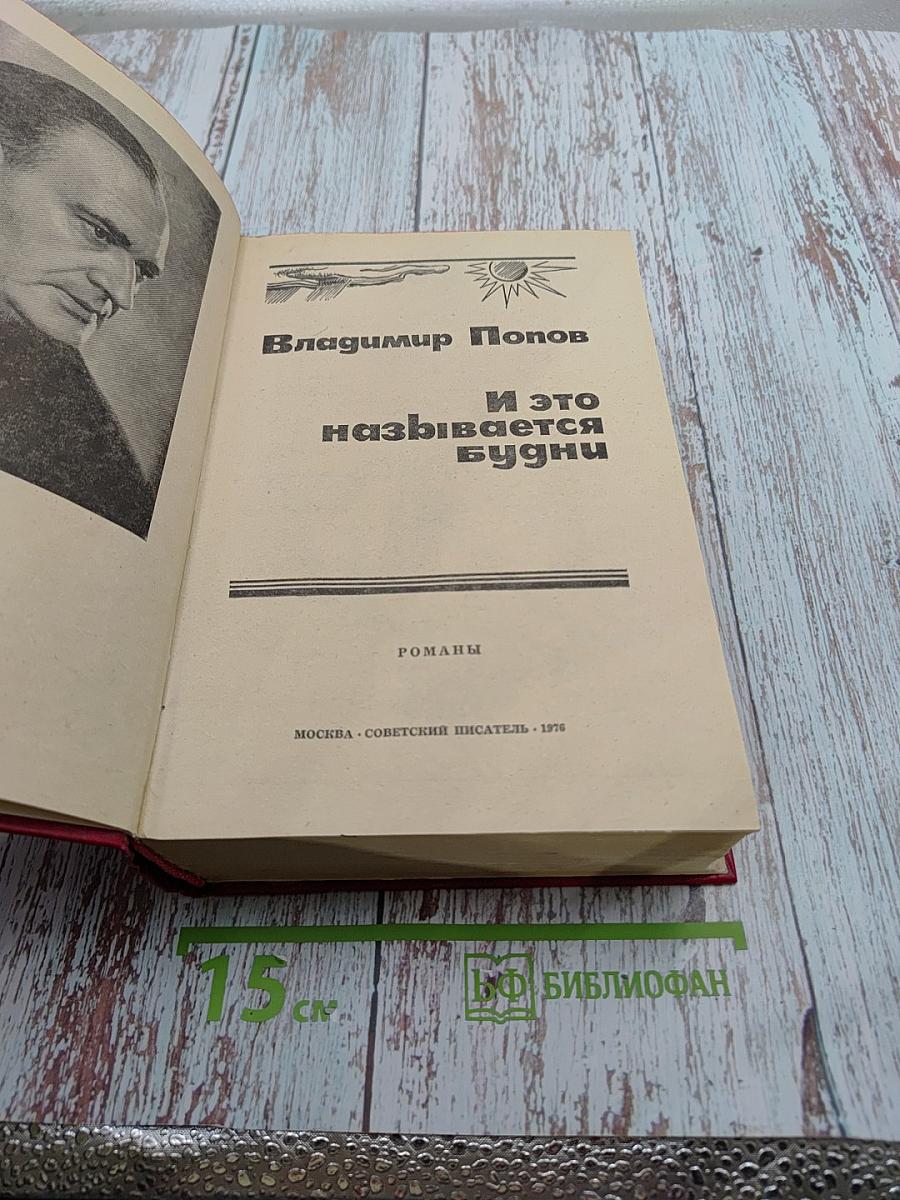 Владимир Попов
И это
называется
будни
РОМАНЫ
МОСКВА · СОВЕТСКИЙ ПИСАТЕЛЬ · 1976
15 см
БФ БИБЛИОФАН